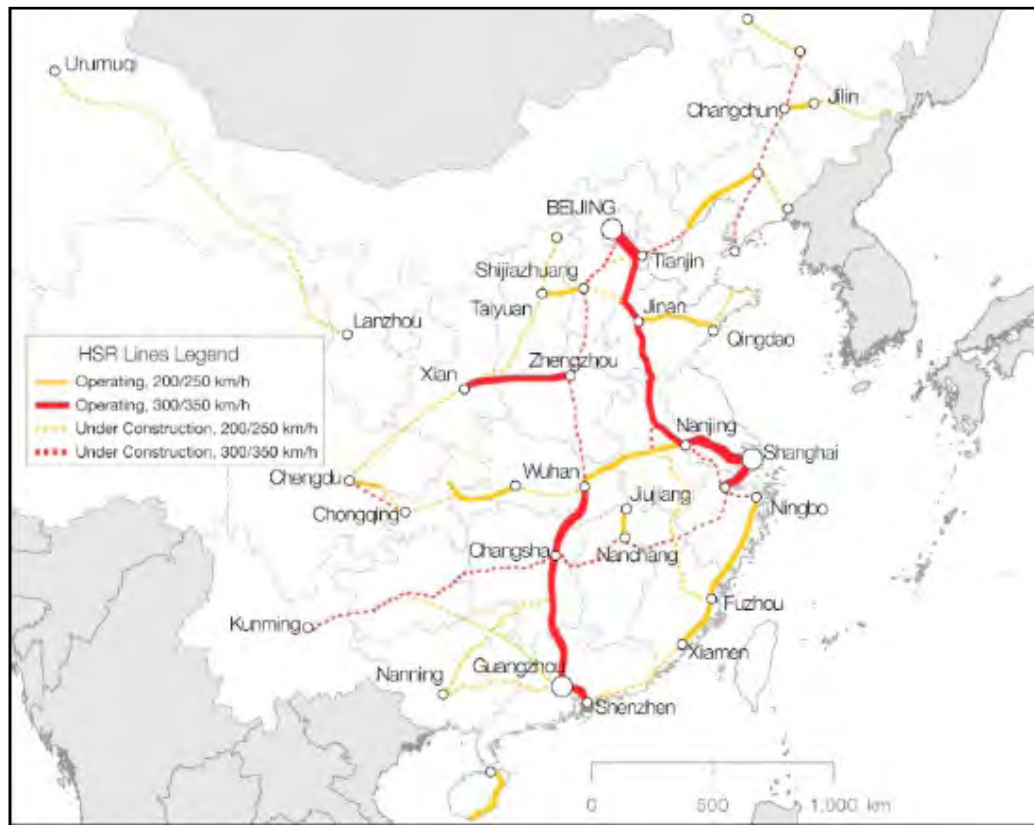 Urumuqi
Jilin
Changchun
BEIJING
Tianjin
Shijiazhuang
Taiyuan
Jinan
Qingdao
Lanzhou
HSR Lines Legend
Operating, 200/250 km/h
Operating, 300/350 km/h
Under Construction, 200/250 km/h
Under Construction, 300/350 km/h
Zhengzhou
Xian
Nanjing
Shanghai
Chengdu
Wuhan
Jiujiang
Ningbo
Chongqing
Nanchang
Changsha
Fuzhou
Kunming
Xiamen
Nanning
Guangzhou
Shenzhen
0 500 1,000 km